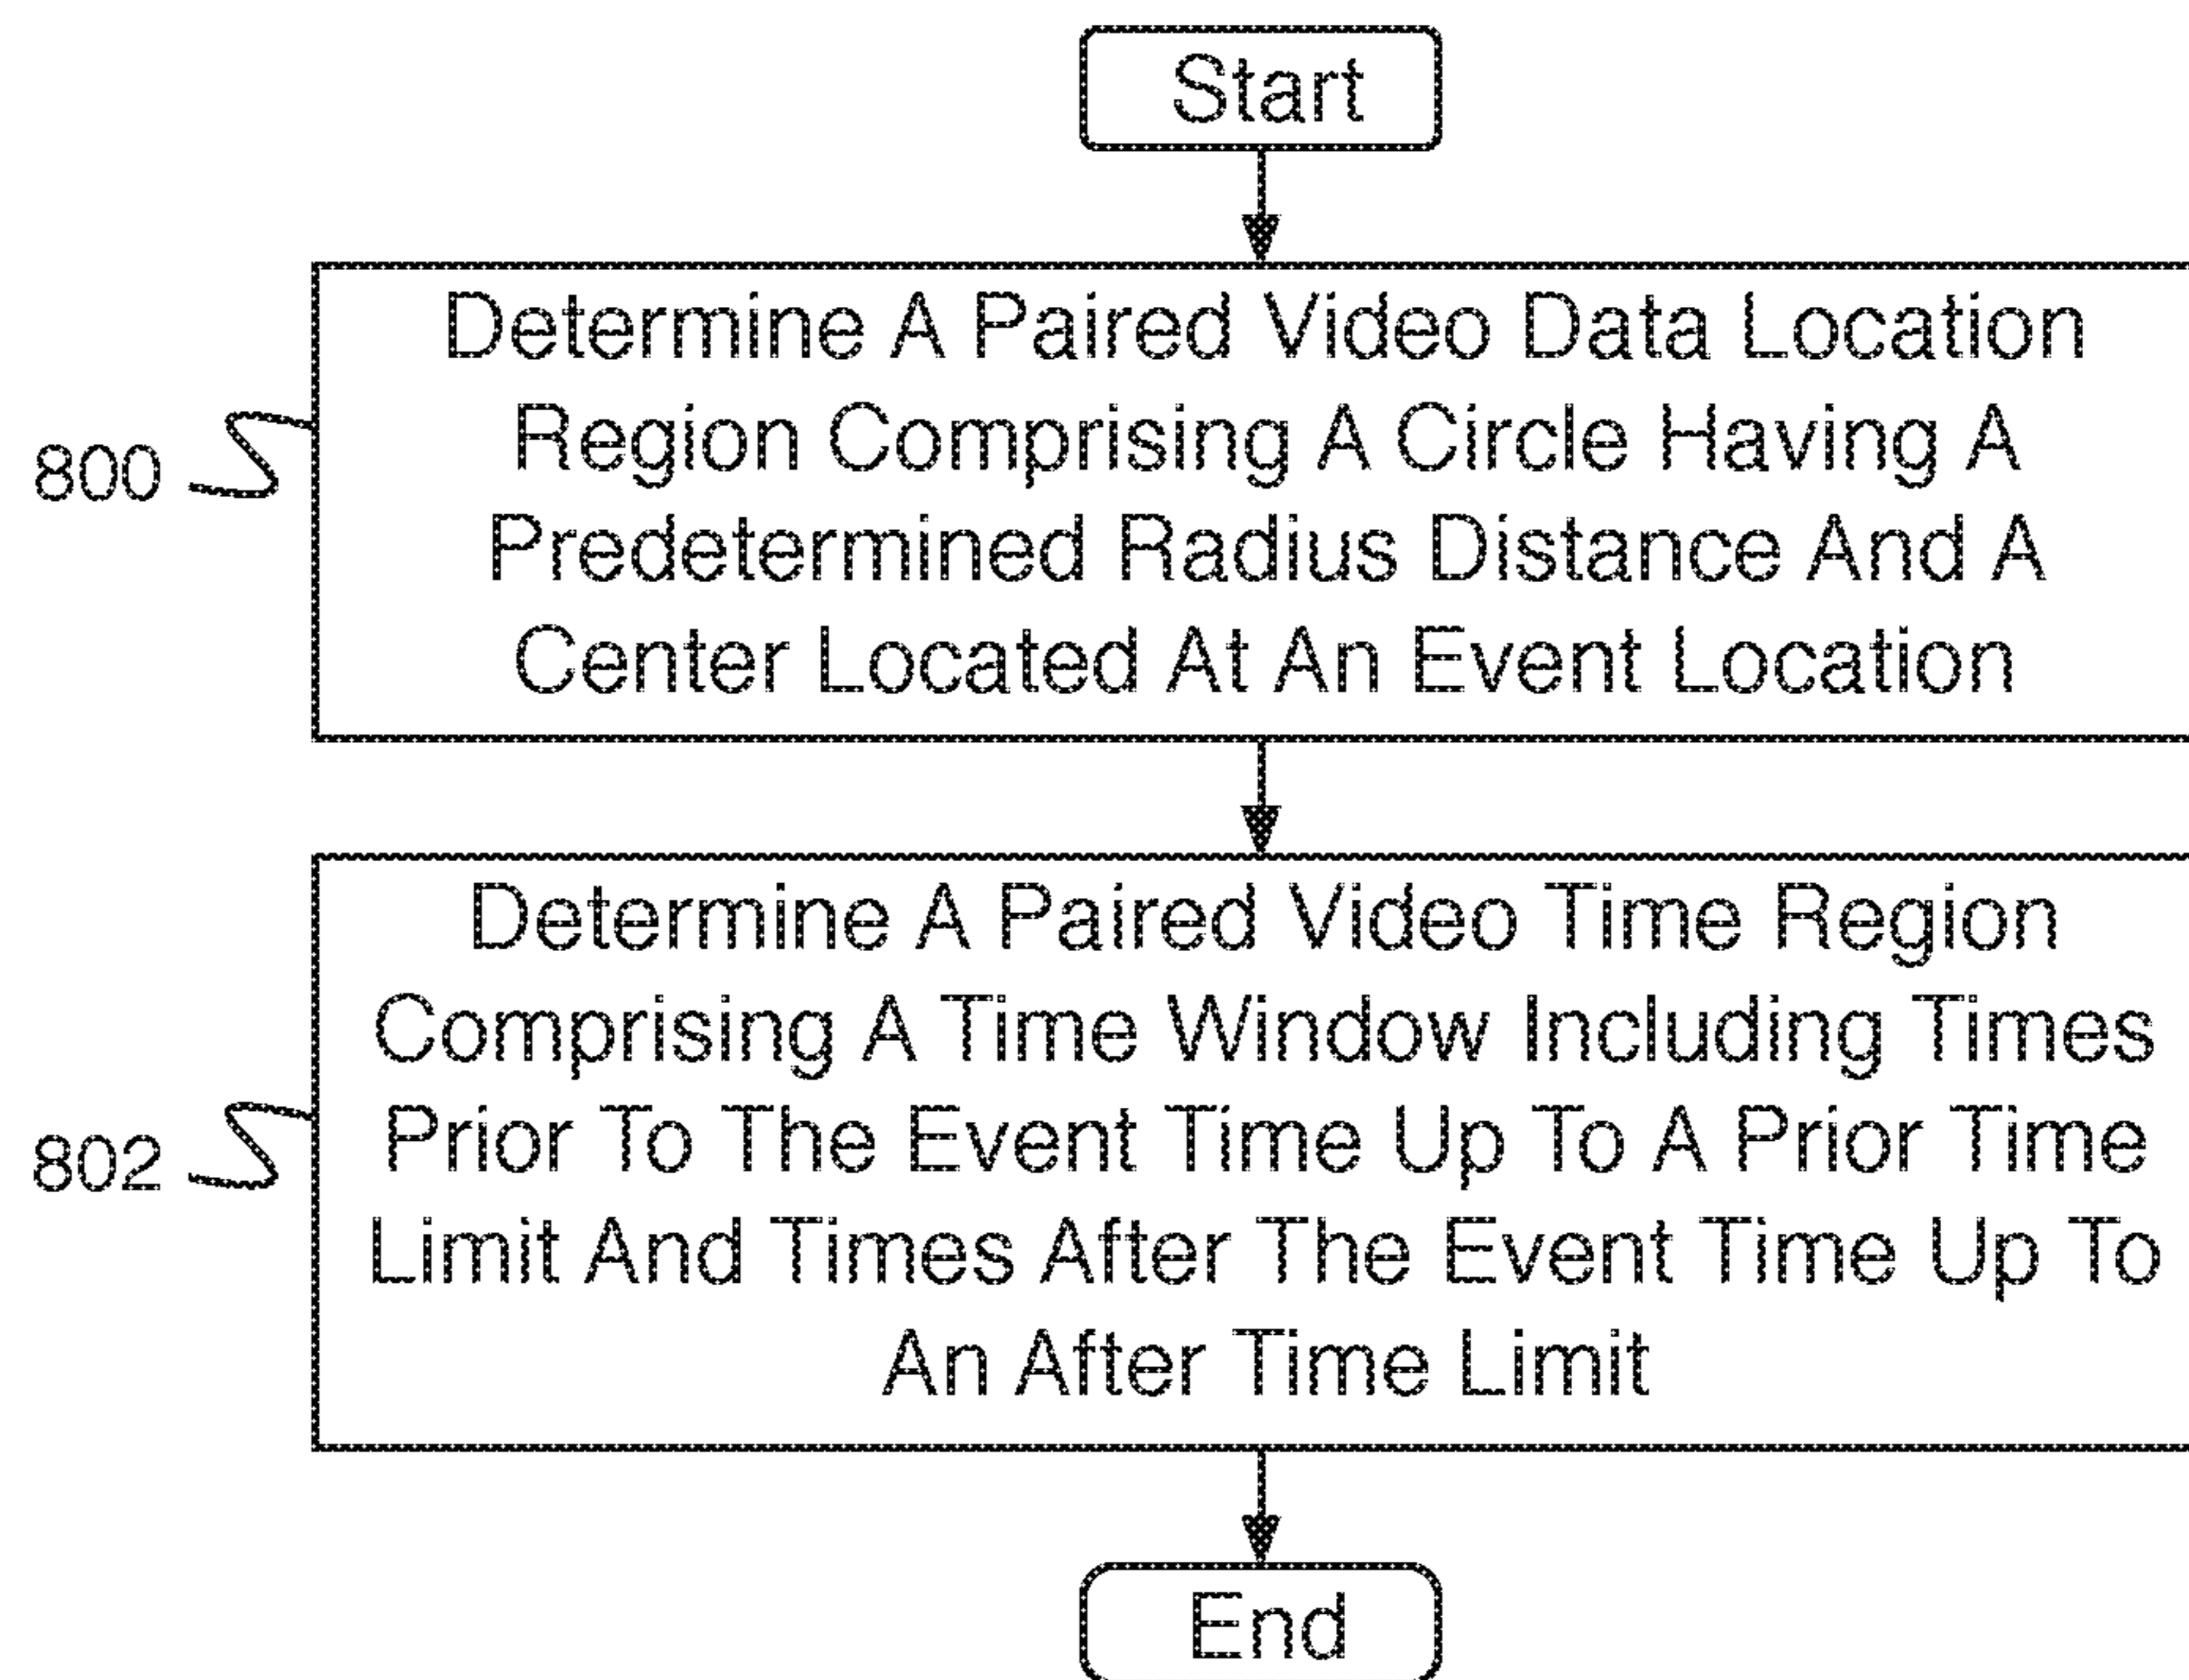 Start
Determine A Paired Video Data Location
Region Comprising A Circle Having A
Predetermined Radius Distance And A
Center Located At An Event Location
800
Determine A Paired Video Time Region
Comprising A Time Window Including Times
Prior To The Event Time Up To A Prior Time
Limit And Times After The Event Time Up To
An After Time Limit
802
End